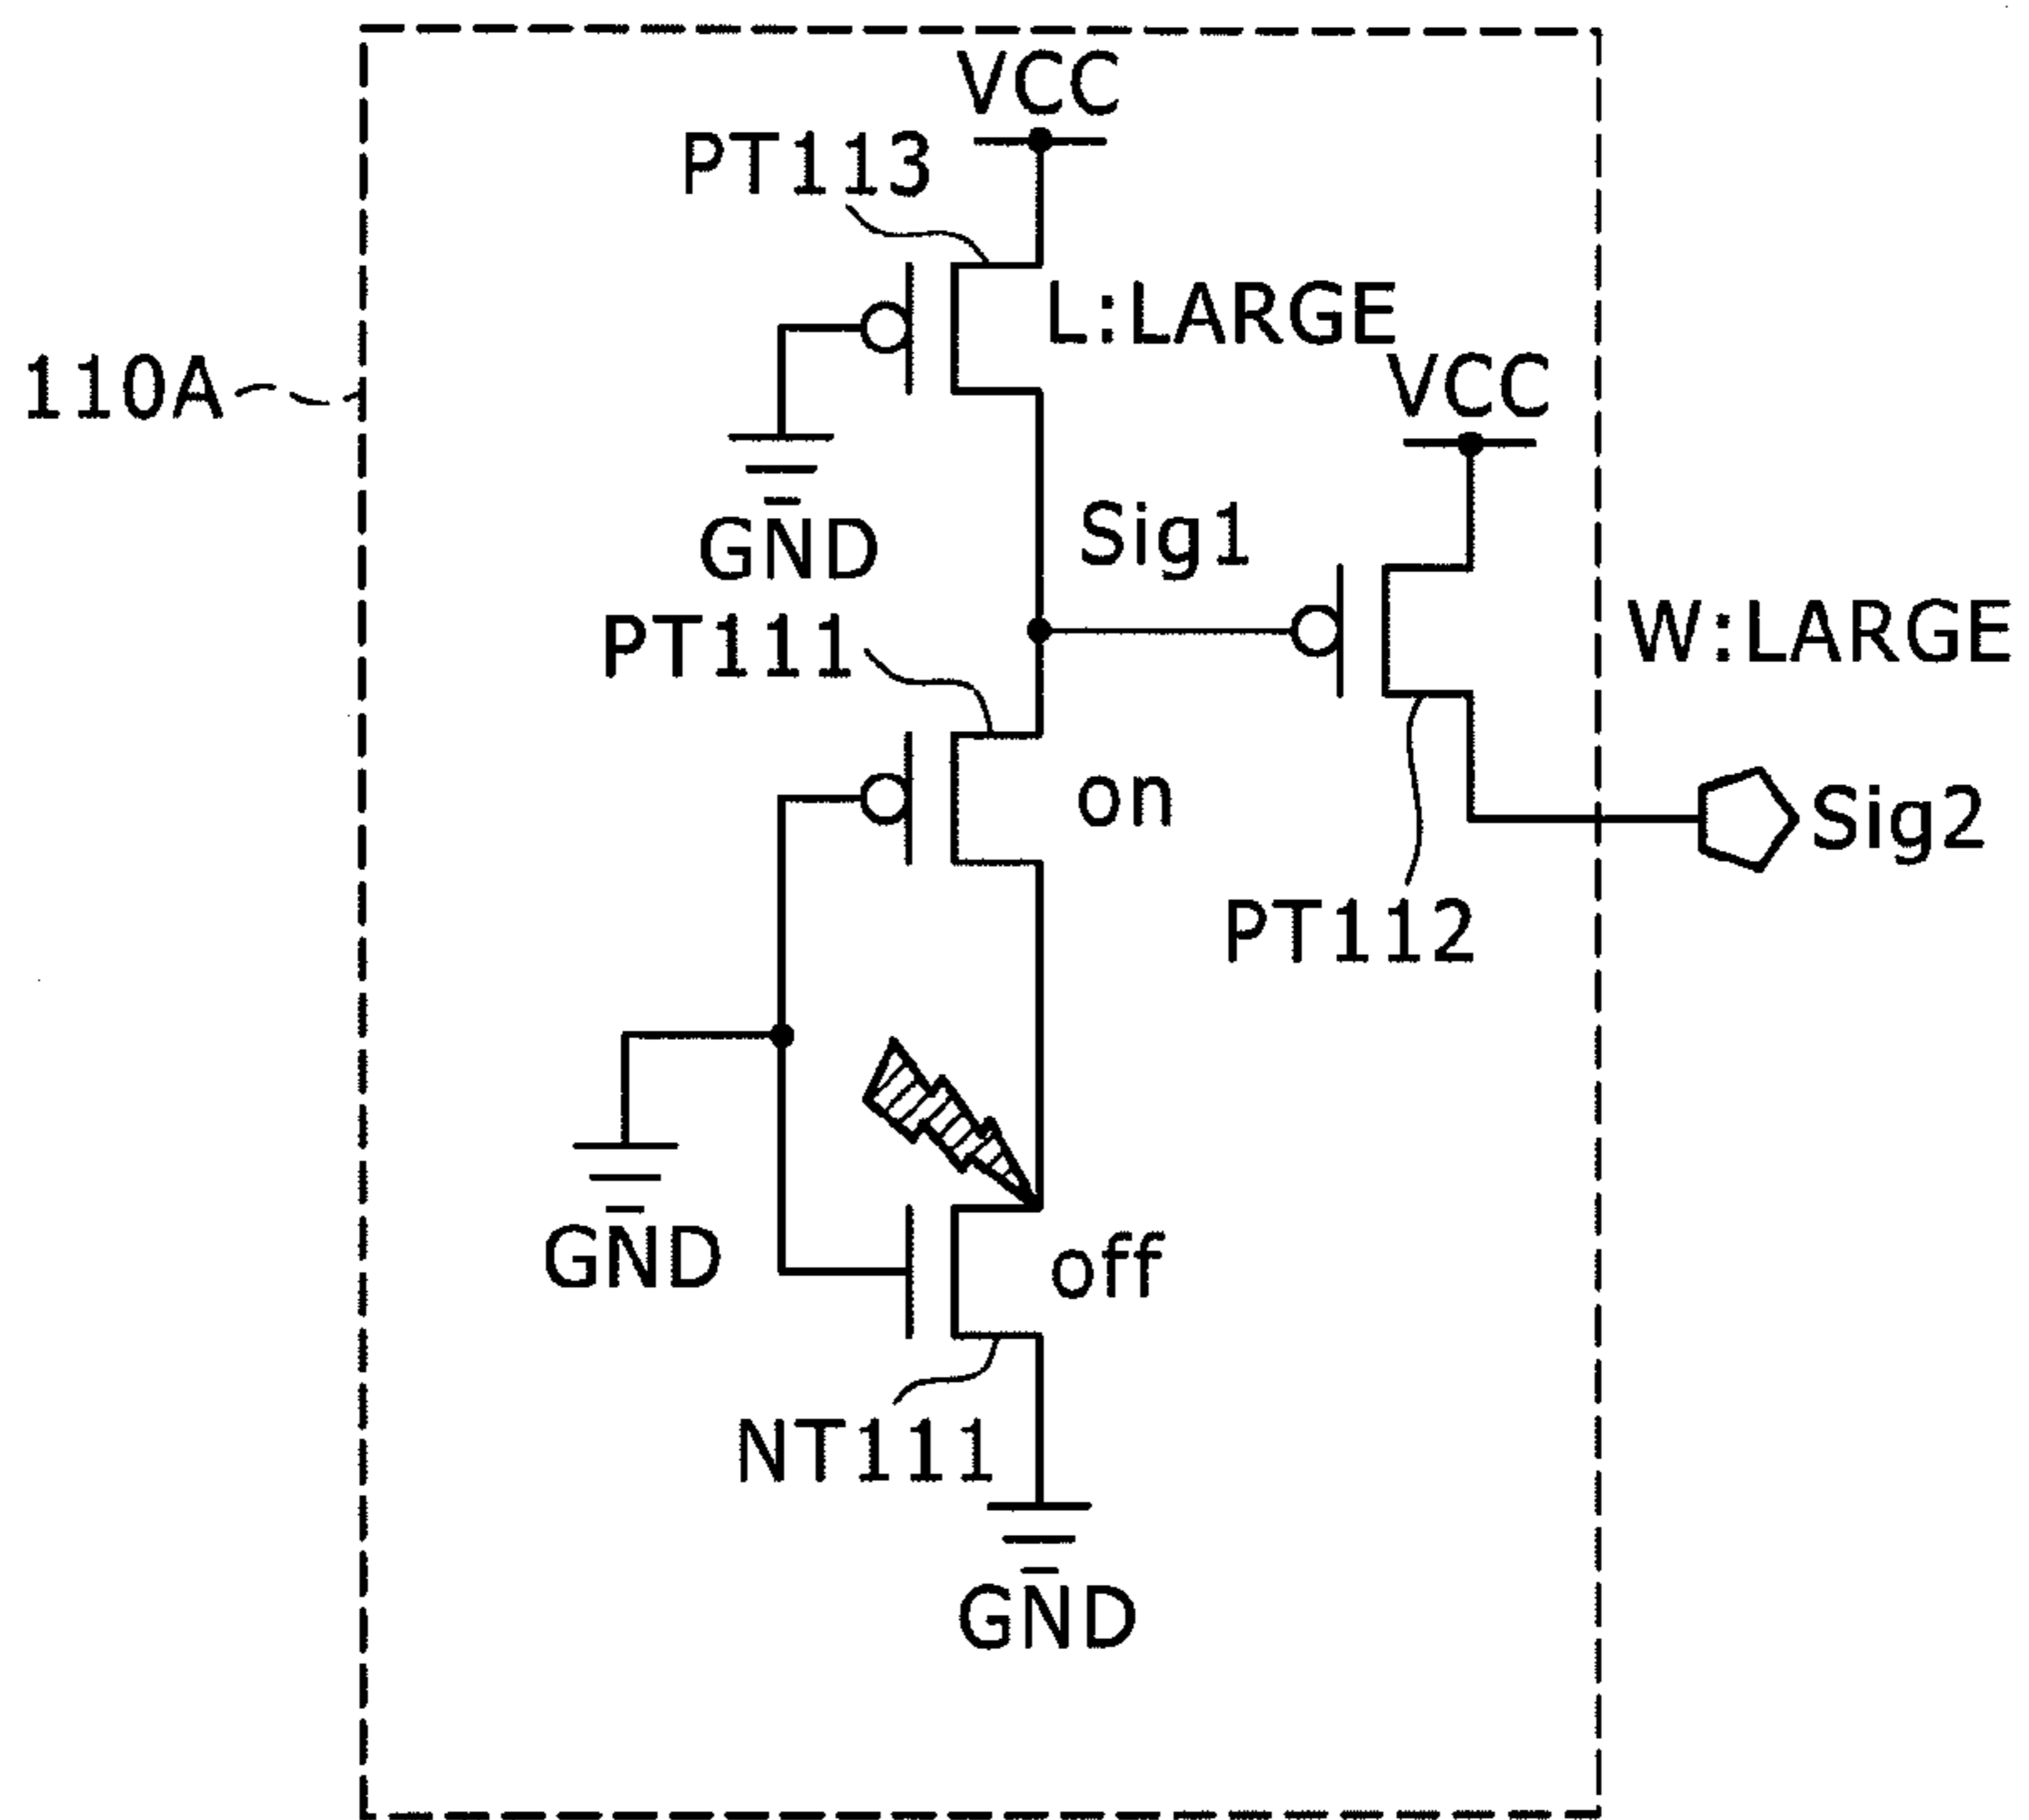 VCC
PT113
L:LARGE
110A
VCC
GND
Sig1
PT111
W:LARGE
on
Sig2
PT112
GND
off
NT111
GND